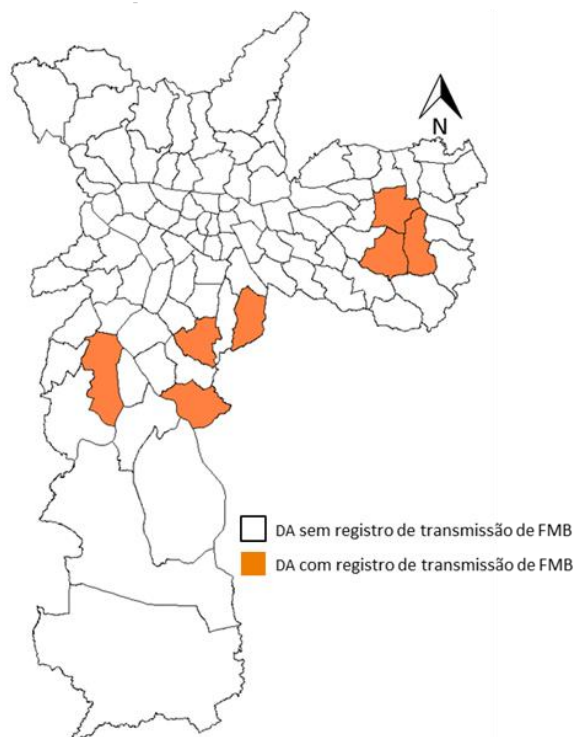 N
DA sem registro de transmissão de FMB
DA com registro de transmissão de FMB